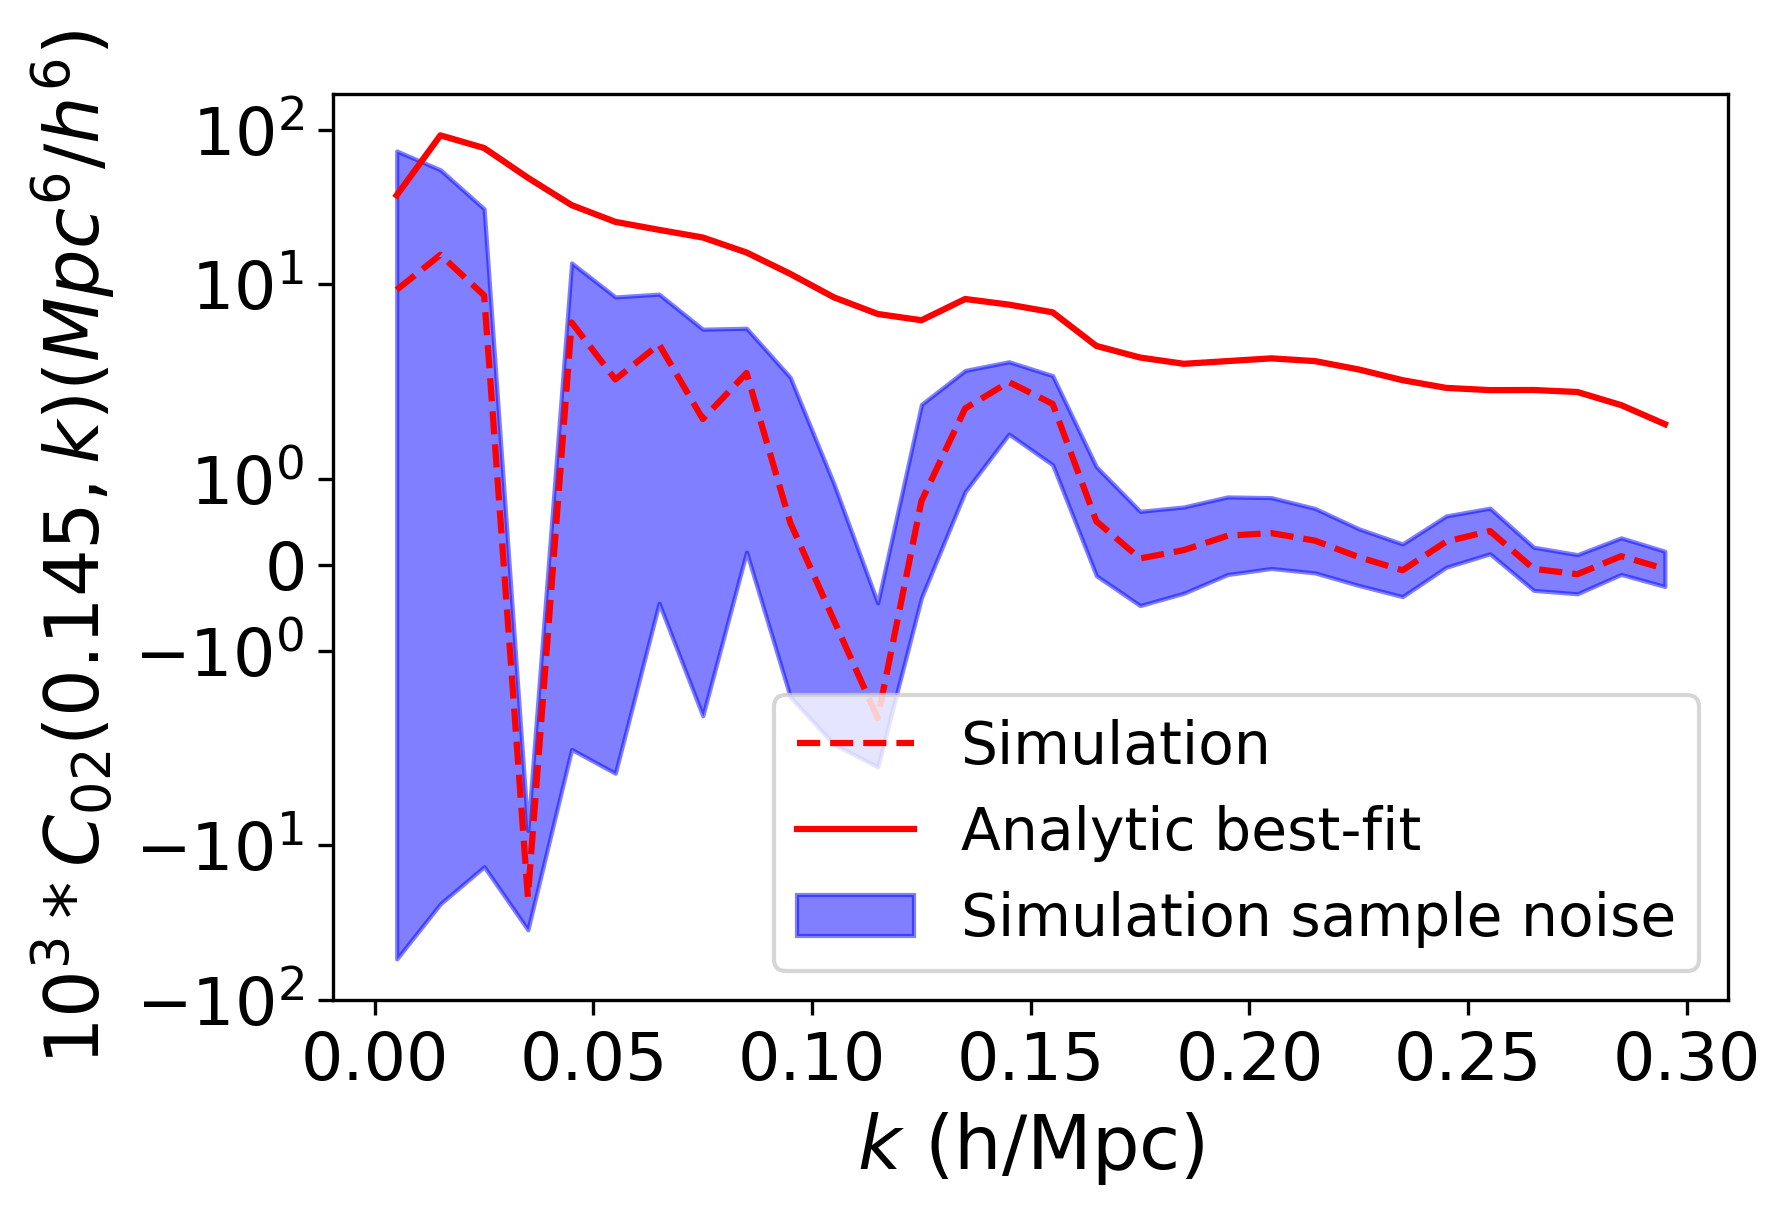 10³ * C₀₂(0.145, k)(Mpc⁶/h⁶)
10²
10¹
10⁰
0
−10⁰
−10¹
−10²
Simulation
Analytic best-fit
Simulation sample noise
0.00 0.05 0.10 0.15 0.20 0.25 0.30
k (h/Mpc)